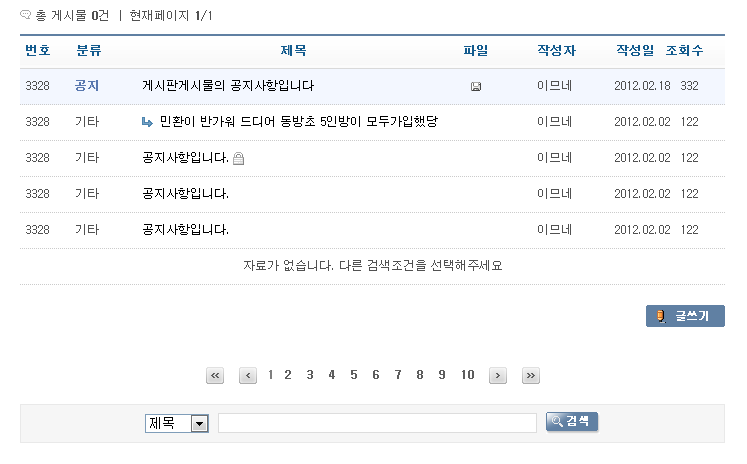 총 게시물 0건 | 현재페이지 1/1
번호 분류 제목 파일 작성자 작성일 조회수
3328 공지 게시판게시물의 공지사항입니다 이므네 2012.02.18 332
3328 기타 민환이 반가워 드디어 동방초 5인방이 모두가입했당 이므네 2012.02.02 122
3328 기타 공지사항입니다. 이므네 2012.02.02 122
3328 기타 공지사항입니다. 이므네 2012.02.02 122
3328 기타 공지사항입니다. 이므네 2012.02.02 122
자료가 없습니다. 다른 검색조건을 선택해주세요
글쓰기
« ‹ 1 2 3 4 5 6 7 8 9 10 › »
제목 검색